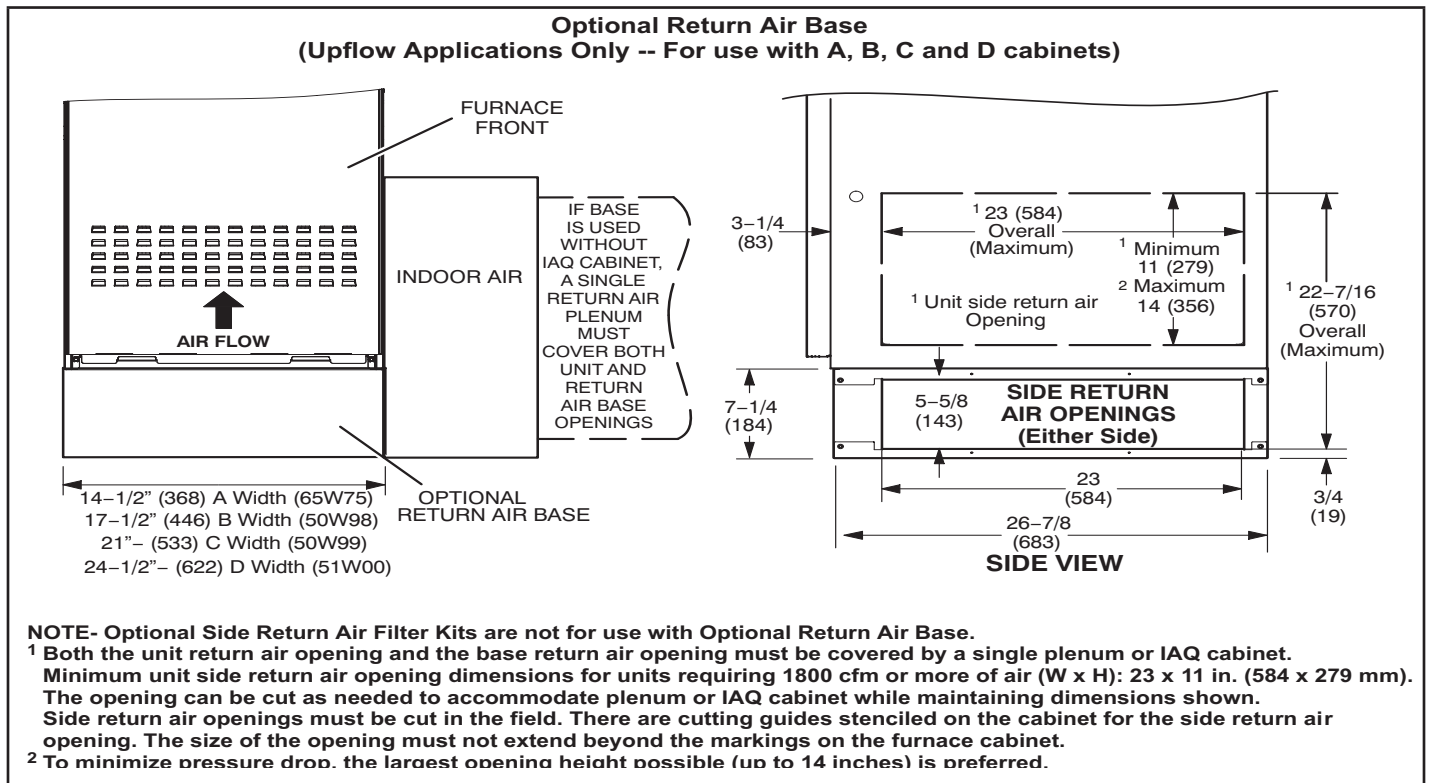 Optional Return Air Base
(Upflow Applications Only -- For use with A, B, C and D cabinets)
FURNACE
FRONT
AIR FLOW
INDOOR AIR
IF BASE
IS USED
WITHOUT
IAQ CABINET,
A SINGLE
RETURN AIR
PLENUM
MUST
COVER BOTH
UNIT AND
RETURN
AIR BASE
OPENINGS
OPTIONAL
RETURN AIR BASE
14−1/2” (368) A Width (65W75)
17−1/2” (446) B Width (50W98)
21”− (533) C Width (50W99)
24−1/2”− (622) D Width (51W00)
3−1/4
(83)
1 23 (584)
Overall
(Maximum)
1 Minimum
11 (279)
2 Maximum
14 (356)
1 Unit side return air
Opening
1 22−7/16
(570)
Overall
(Maximum)
7−1/4
(184)
5−5/8
(143)
SIDE RETURN
AIR OPENINGS
(Either Side)
23
(584)
3/4
(19)
26−7/8
(683)
SIDE VIEW
NOTE- Optional Side Return Air Filter Kits are not for use with Optional Return Air Base.
1 Both the unit return air opening and the base return air opening must be covered by a single plenum or IAQ cabinet.
Minimum unit side return air opening dimensions for units requiring 1800 cfm or more of air (W x H): 23 x 11 in. (584 x 279 mm).
The opening can be cut as needed to accommodate plenum or IAQ cabinet while maintaining dimensions shown.
Side return air openings must be cut in the field. There are cutting guides stenciled on the cabinet for the side return air
opening. The size of the opening must not extend beyond the markings on the furnace cabinet.
2 To minimize pressure drop, the largest opening height possible (up to 14 inches) is preferred.